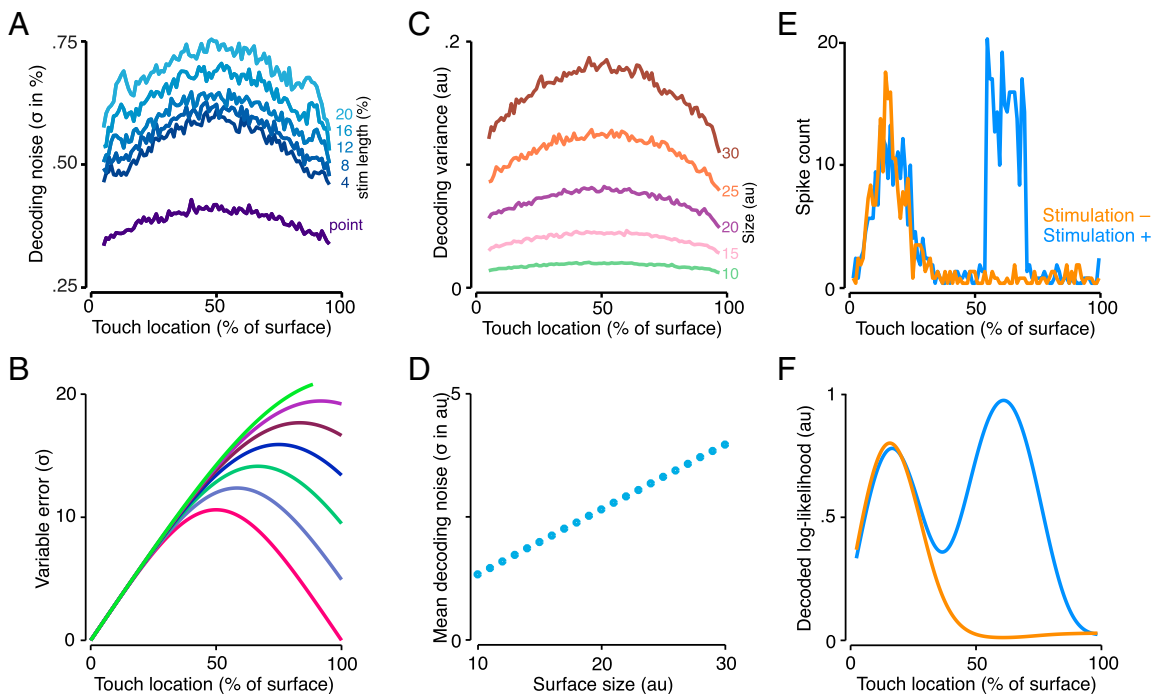 A
Decoding noise (σ in %)
.75
.50
.25
20
16
12
8
4
stim length (%)
point
0
50
100
Touch location (% of surface)
B
Variable error (σ)
20
10
0
0
50
100
Touch location (% of surface)
C
Decoding variance (au)
.2
.1
0
30
25
20
15
10
Size (au)
0
50
100
Touch location (% of surface)
D
Mean decoding noise (σ in au)
.5
.5
0
10
20
30
Surface size (au)
E
Spike count
20
10
0
Stimulation –
Stimulation +
0
50
100
Touch location (% of surface)
F
Decoded log-likelihood (au)
1
.5
0
0
100
Touch location (% of surface)